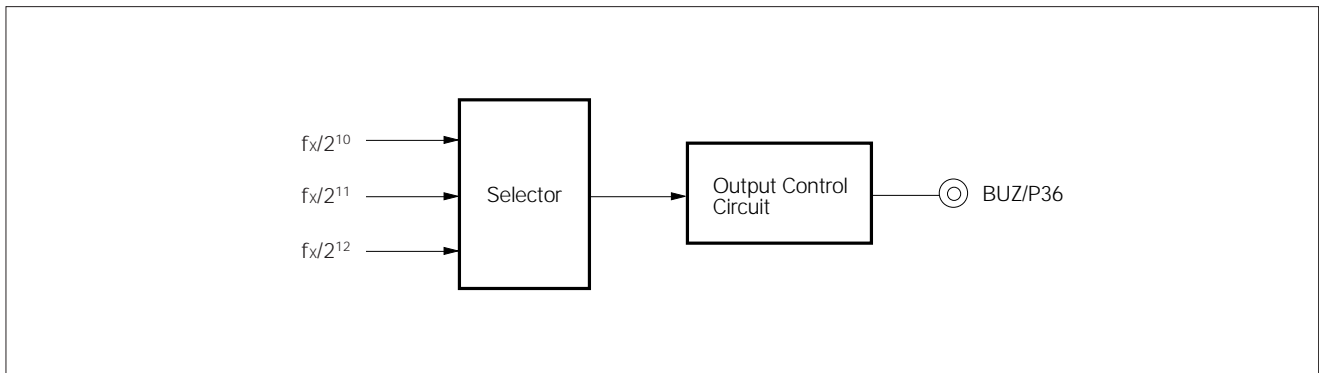 fx/2¹⁰
fx/2¹¹
fx/2¹²
Selector
Output Control
Circuit
BUZ/P36